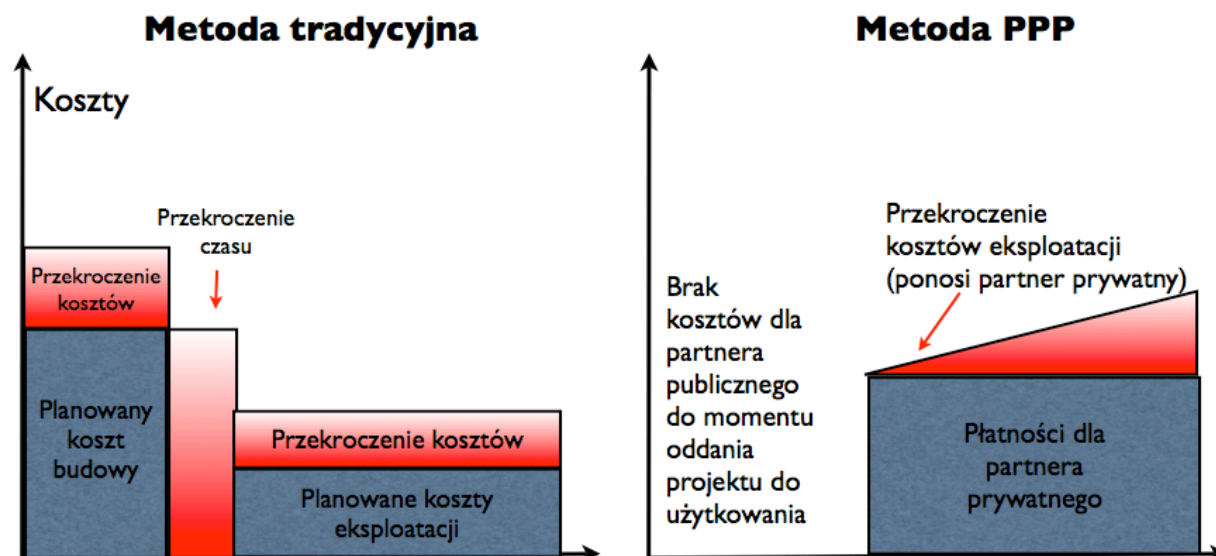 Metoda tradycyjna
Koszty
Przekroczenie
czasu
Przekroczenie
kosztów
Planowany
koszt
budowy
Przekroczenie kosztów
Planowane koszty
eksploatacji
Metoda PPP
Brak
kosztów dla
partnera
publicznego
do momentu
oddania
projektu do
użytkowania
Przekroczenie
kosztów eksploatacji
(ponosi partner prywatny)
Płatności dla
partnera
prywatnego